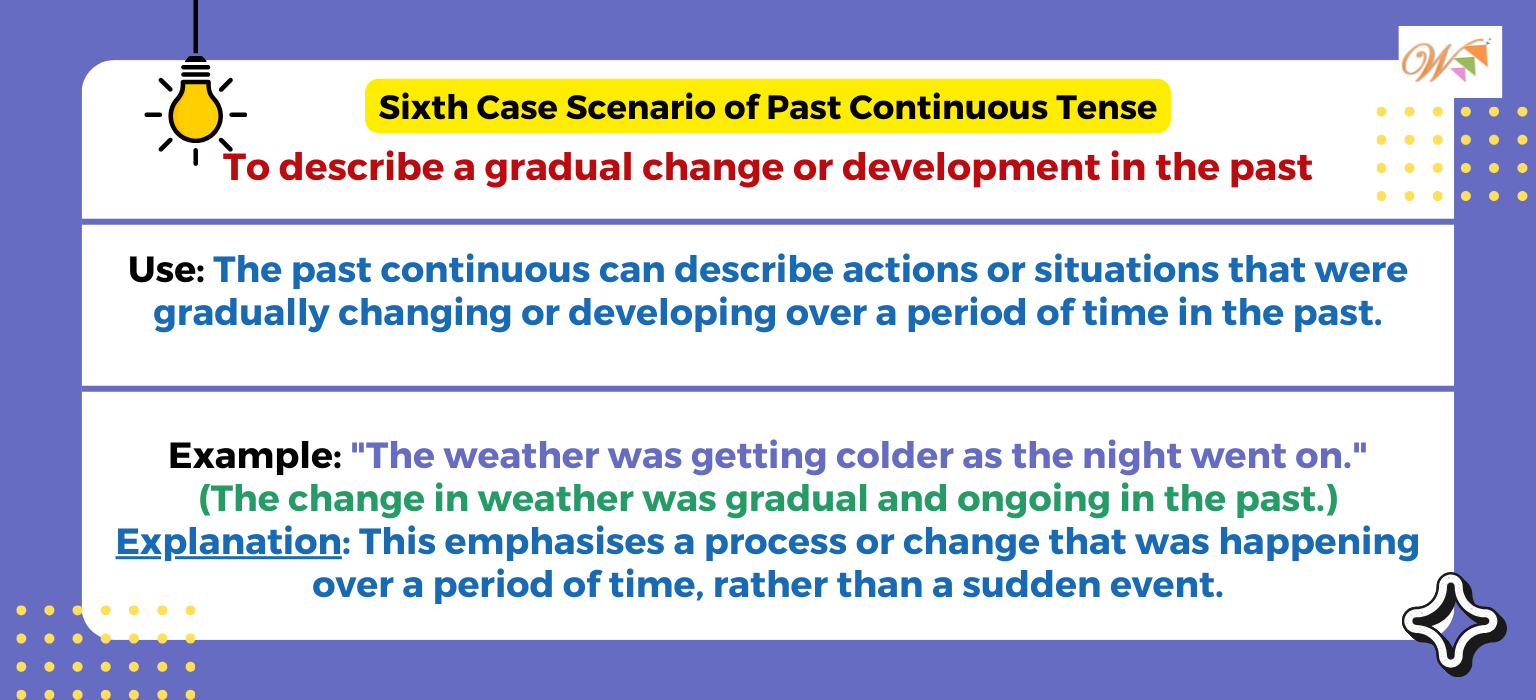 Sixth Case Scenario of Past Continuous Tense
To describe a gradual change or development in the past
Use: The past continuous can describe actions or situations that were
gradually changing or developing over a period of time in the past.
Example: "The weather was getting colder as the night went on."
(The change in weather was gradual and ongoing in the past.)
Explanation: This emphasises a process or change that was happening
over a period of time, rather than a sudden event.
W